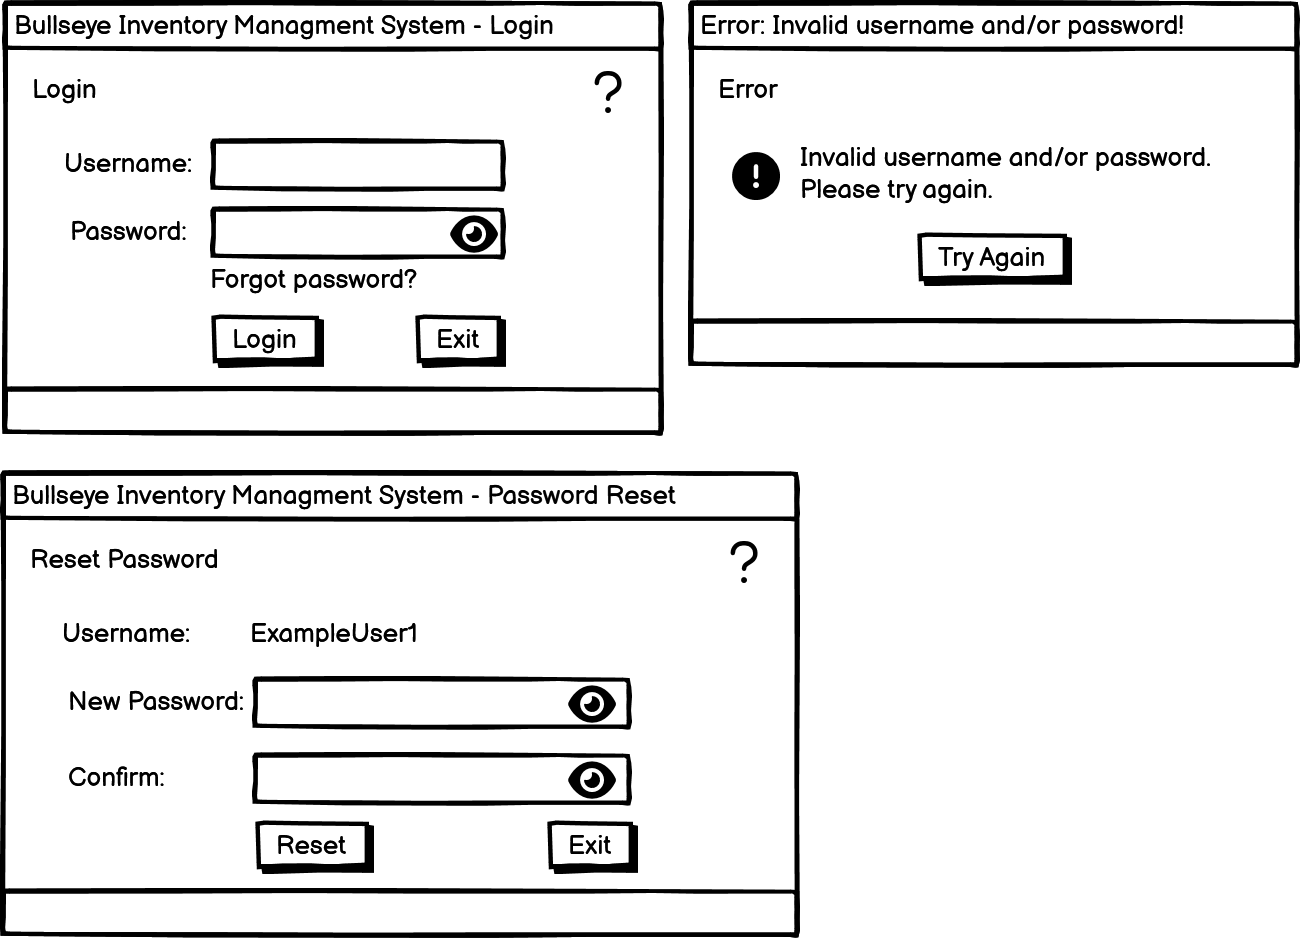 Bullseye Inventory Managment System - Login
Login
?
Username:
Password:
Forgot password?
Login
Exit
Error: Invalid username and/or password!
Error
!
Invalid username and/or password.
Please try again.
Try Again
Bullseye Inventory Managment System - Password Reset
Reset Password
?
Username: ExampleUser1
New Password:
Confirm:
Reset
Exit